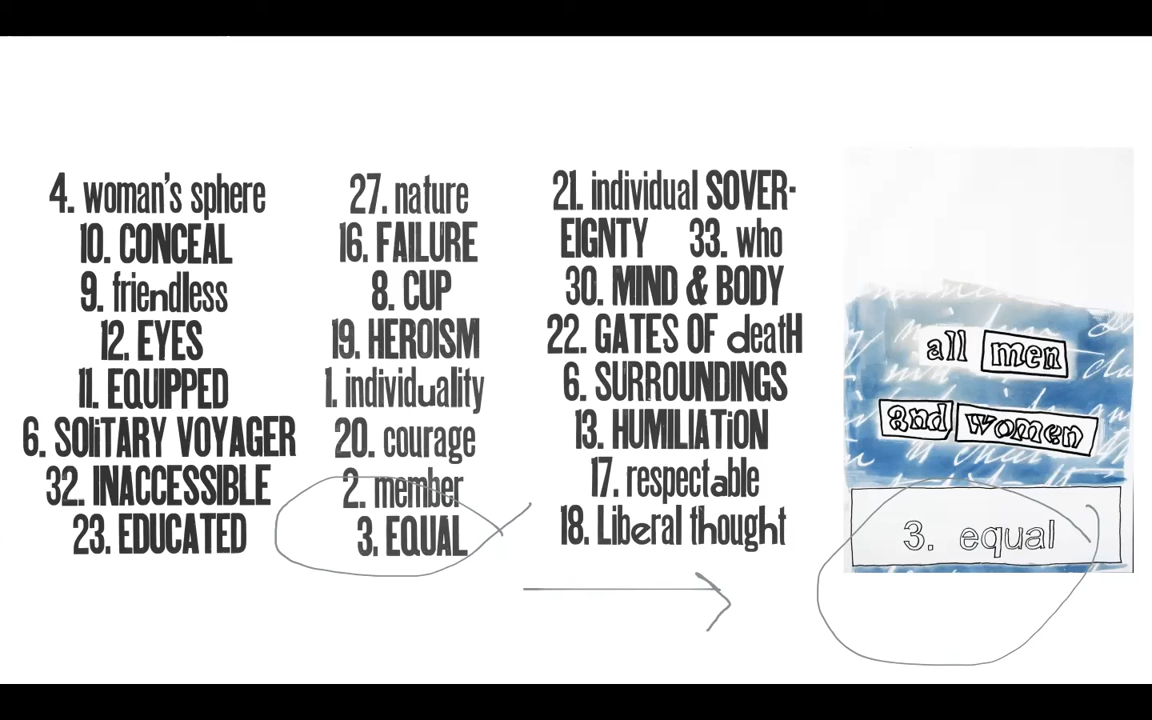 4. woman's sphere
10. CONCEAL
9. friendless
12. EYES
11. EQUIPPED
6. SOLiTARY VOYAGER
32. INACCESSIBLE
23. EDUCATED
27. nature
16. FAILURE
8. CUP
19. HEROISM
1. individuality
20. courage
2. member
3. EQUAL
21. individual SOVER-
EIGNTY 33. who
30. MIND & BODY
22. GATES OF deatH
6. SURROUNDINGS
13. HUMILIATiON
17. respectable
18. Liberal thought
all men
and women
3. equal